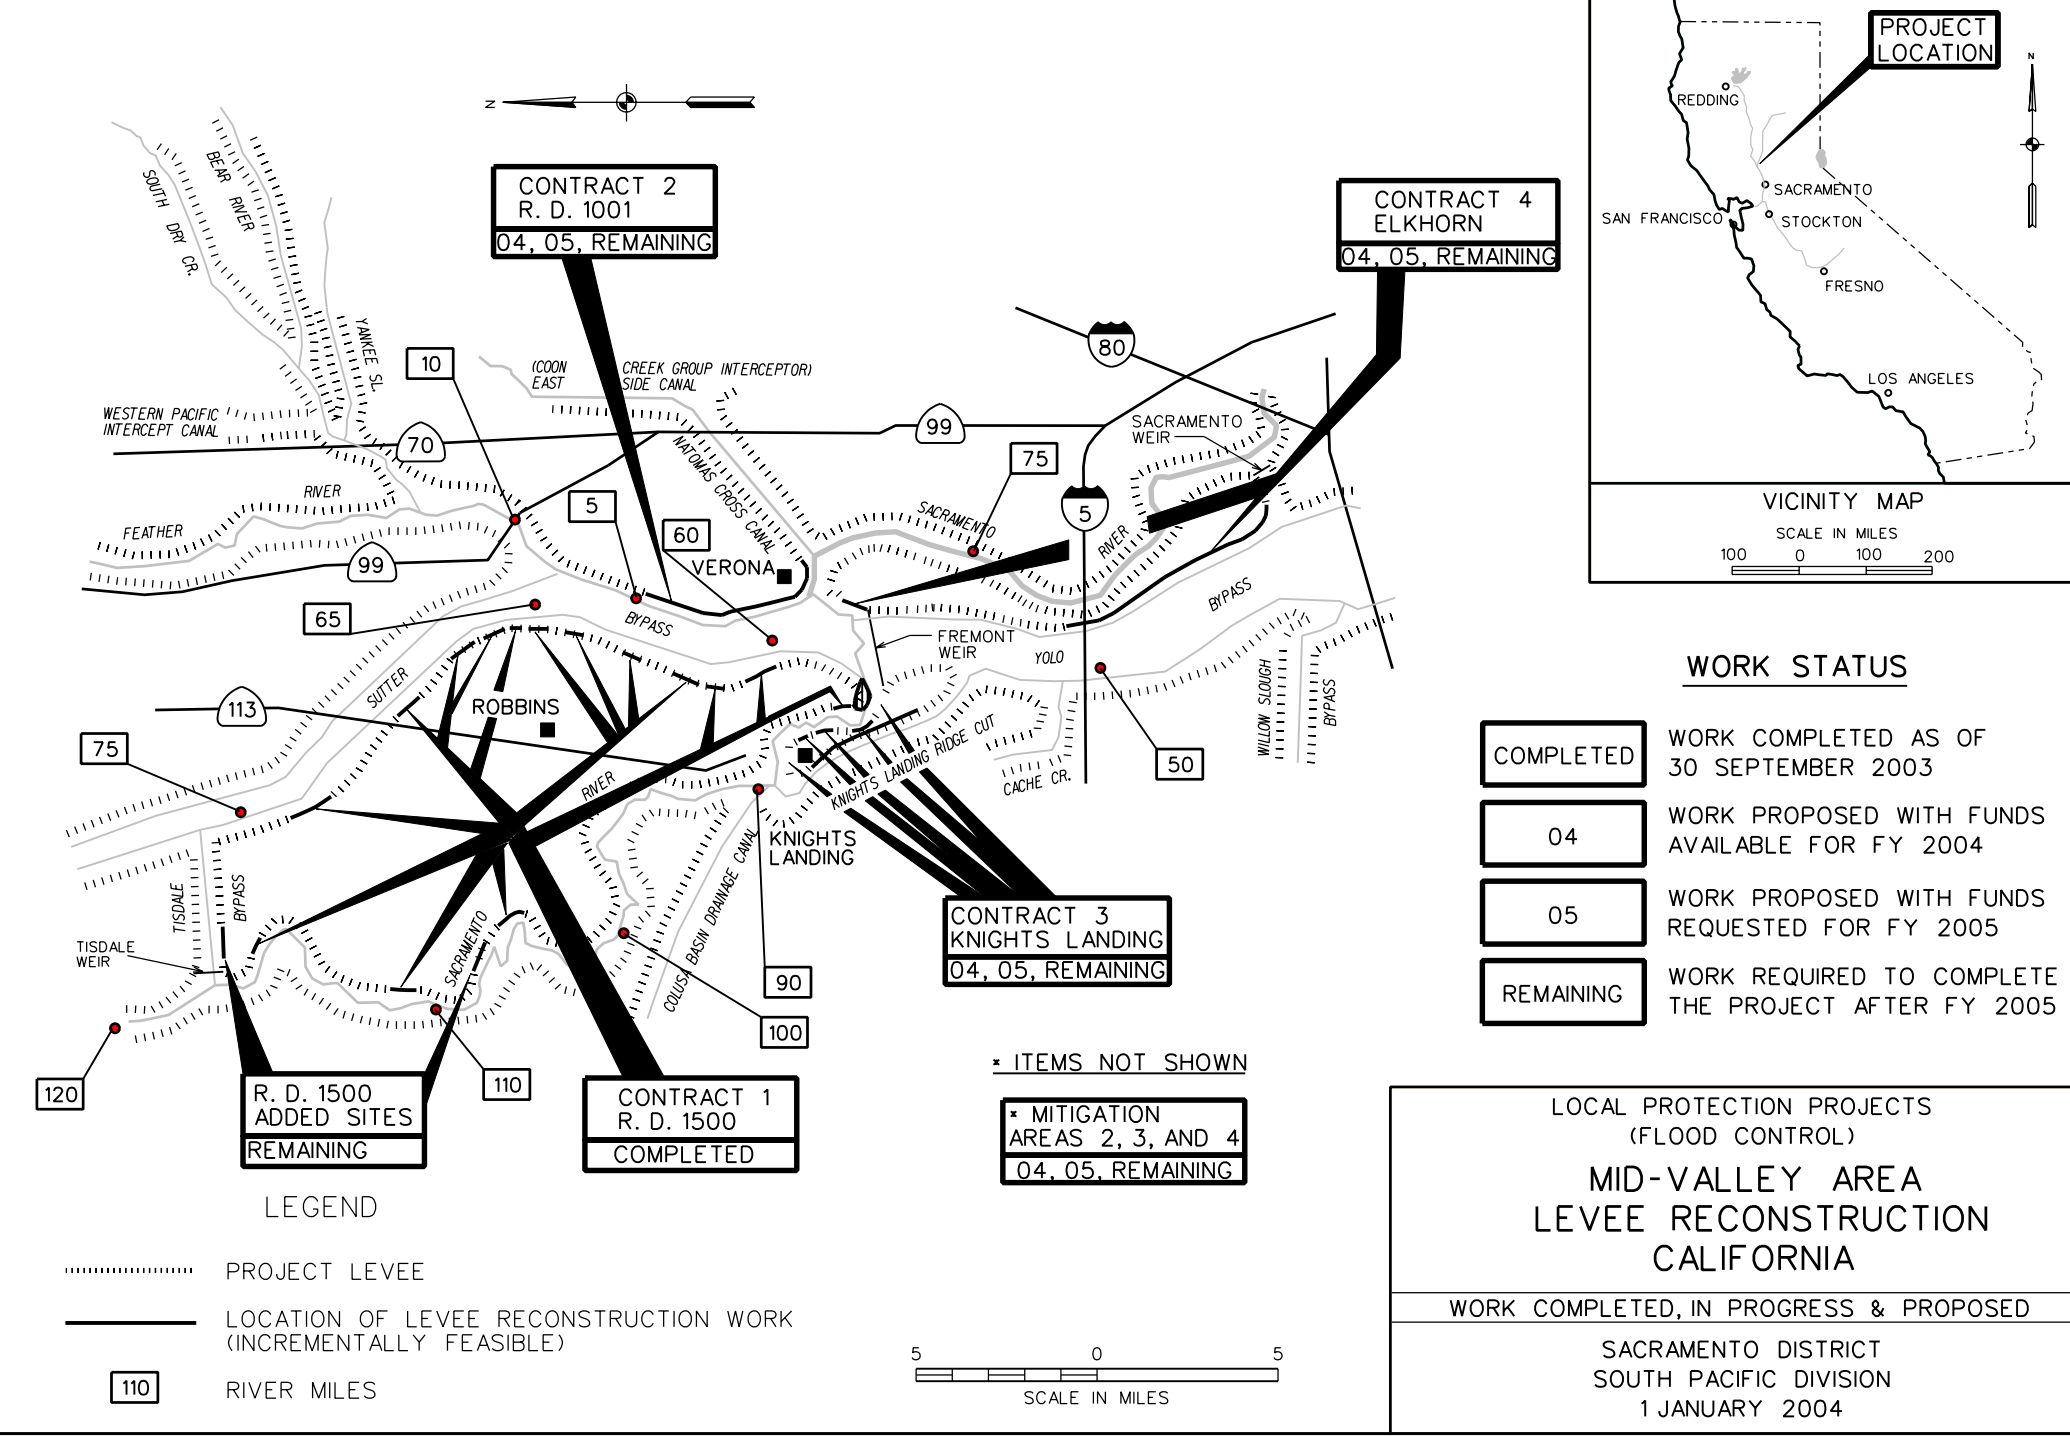 PROJECT
LOCATION
N
REDDING
SACRAMENTO
STOCKTON
SAN FRANCISCO
FRESNO
LOS ANGELES
VICINITY MAP
SCALE IN MILES
100 0 100 200
N
CONTRACT 2
R. D. 1001
04, 05, REMAINING
CONTRACT 4
ELKHORN
04, 05, REMAINING
BEAR RIVER
SOUTH DRY CR.
YANKEE SL.
10
(COON CREEK GROUP INTERCEPTOR)
EAST SIDE CANAL
80
WESTERN PACIFIC
INTERCEPT CANAL
70
99
SACRAMENTO
WEIR
75
NATOMAS CROSS CANAL
RIVER
FEATHER
5
60
SACRAMENTO
5
RIVER
99
VERONA
65
BYPASS
BYPASS
FREMONT
WEIR
YOLO
SUTTER
113
ROBBINS
WILLOW SLOUGH
BYPASS
75
50
KNIGHTS LANDING RIDGE CUT
CACHE CR.
RIVER
KNIGHTS
LANDING
COLUSA BASIN DRAINAGE CANAL
TISDALE
BYPASS
SACRAMENTO
TISDALE
WEIR
CONTRACT 3
KNIGHTS LANDING
04, 05, REMAINING
90
100
120
110
R. D. 1500
ADDED SITES
REMAINING
CONTRACT 1
R. D. 1500
COMPLETED
* ITEMS NOT SHOWN
* MITIGATION
AREAS 2, 3, AND 4
04, 05, REMAINING
WORK STATUS
COMPLETED
WORK COMPLETED AS OF
30 SEPTEMBER 2003
04
WORK PROPOSED WITH FUNDS
AVAILABLE FOR FY 2004
05
WORK PROPOSED WITH FUNDS
REQUESTED FOR FY 2005
REMAINING
WORK REQUIRED TO COMPLETE
THE PROJECT AFTER FY 2005
LEGEND
PROJECT LEVEE
LOCATION OF LEVEE RECONSTRUCTION WORK
(INCREMENTALLY FEASIBLE)
110
RIVER MILES
5 0 5
SCALE IN MILES
LOCAL PROTECTION PROJECTS
(FLOOD CONTROL)
MID-VALLEY AREA
LEVEE RECONSTRUCTION
CALIFORNIA
WORK COMPLETED, IN PROGRESS & PROPOSED
SACRAMENTO DISTRICT
SOUTH PACIFIC DIVISION
1 JANUARY 2004